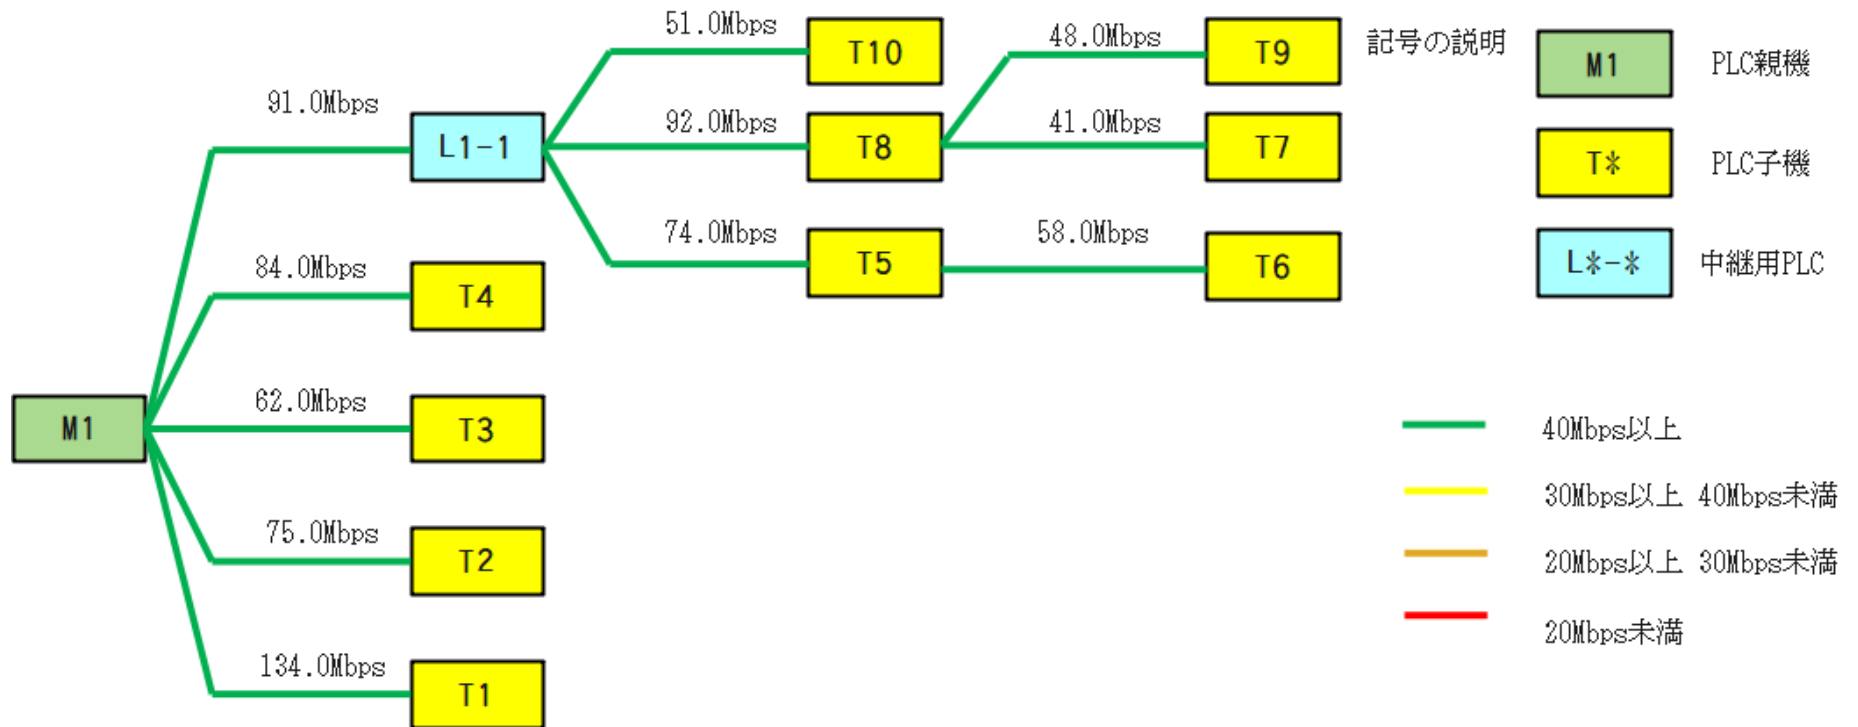 51.0Mbps
T10
48.0Mbps
T9
記号の説明
M1
PLC親機
91.0Mbps
L1-1
92.0Mbps
T8
41.0Mbps
T7
T*
PLC子機
74.0Mbps
T5
58.0Mbps
T6
L*-*
中継用PLC
84.0Mbps
T4
62.0Mbps
M1
T3
75.0Mbps
T2
134.0Mbps
T1
40Mbps以上
30Mbps以上 40Mbps未満
20Mbps以上 30Mbps未満
20Mbps未満